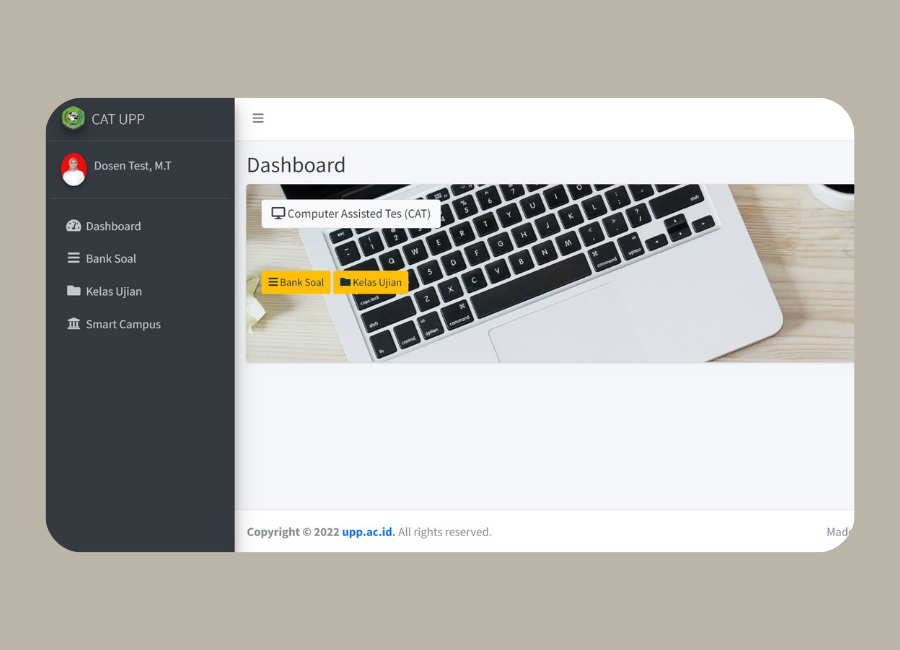 CAT UPP
Dosen Test, M.T
Dashboard
Bank Soal
Kelas Ujian
Smart Campus
Dashboard
Computer Assisted Tes (CAT)
Bank Soal Kelas Ujian
Copyright © 2022 upp.ac.id. All rights reserved.